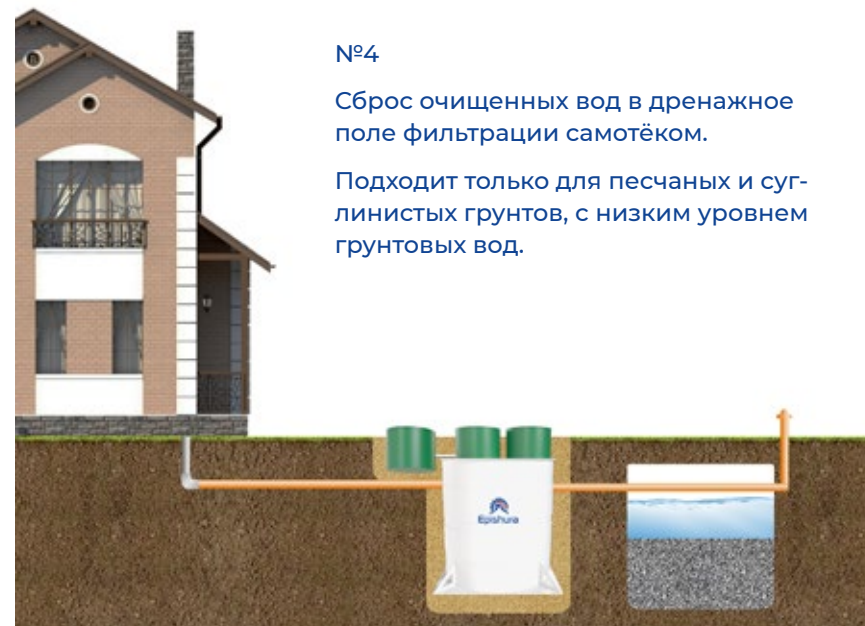 №4
Сброс очищенных вод в дренажное
поле фильтрации самотёком.
Подходит только для песчаных и суг-
линистых грунтов, с низким уровнем
грунтовых вод.
Epishura